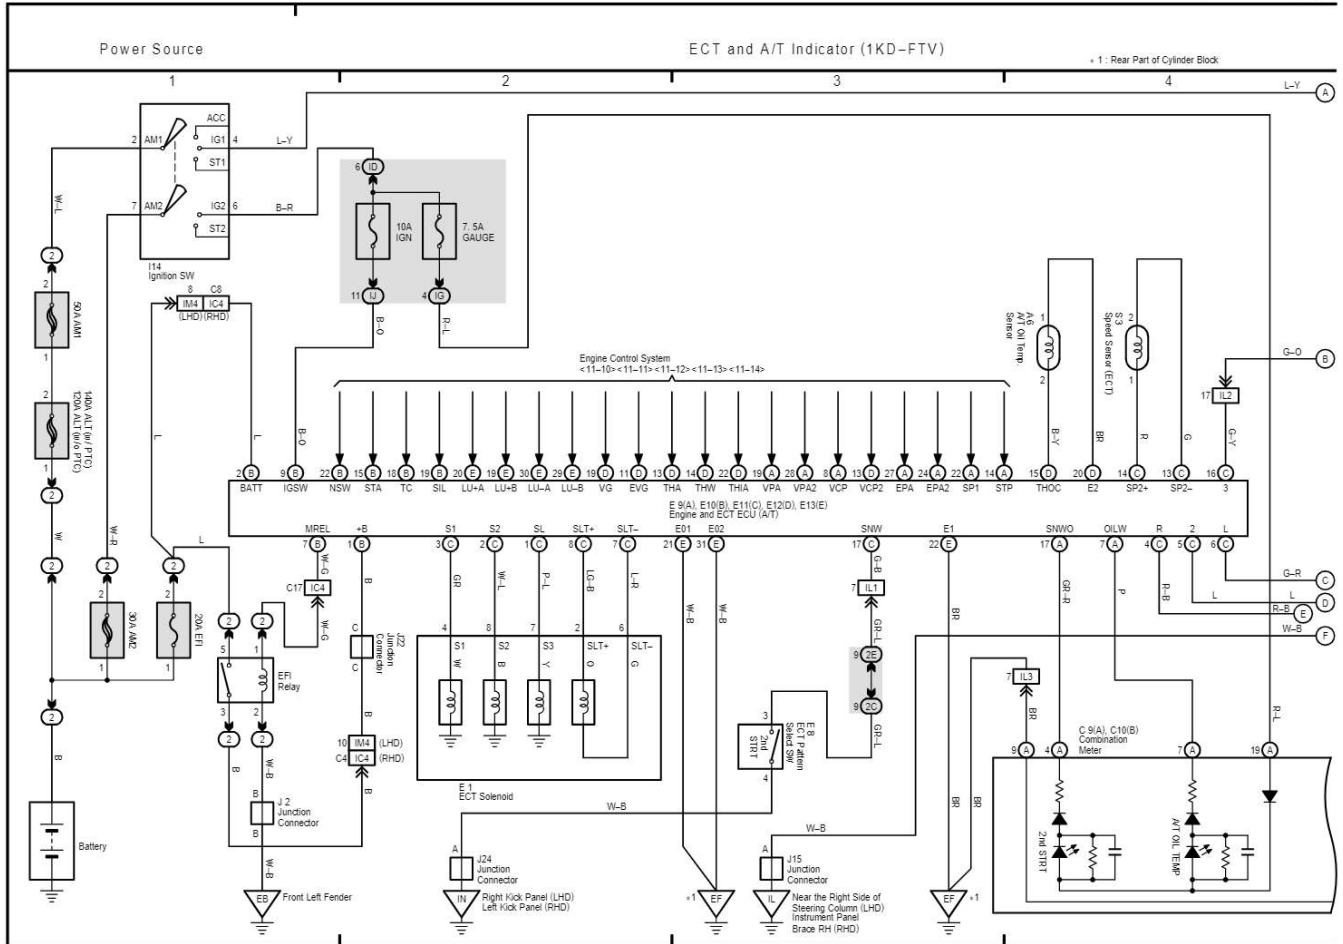 Power Source
ECT and A/T Indicator (1KD–FTV)
* 1 : Rear Part of Cylinder Block
1
2
3
4
L–Y
A
ACC
2 AM1
IG1 4
L–Y
ST1
7 AM2
IG2 6
B–R
ST2
I14
Ignition SW
6 ID
10A
IGN
7. 5A
GAUGE
11 IJ
4 IG
B–O
R–L
W–L
2
2
50A AM1
1
2
140A ALT (w/ PTC)
120A ALT (w/o PTC)
1
2
W
2
8 C8
IM4 IC4
(LHD) (RHD)
L
L
B–O
Engine Control System
<11–10> <11–11> <11–12> <11–13> <11–14>
1
A 6
A/T Oil Temp.
Sensor
2
B–Y
BR
2
S 3
Speed Sensor (ECT)
1
R
G
G–O
B
17 IL2
G–Y
2 B
9 B
22 B
15 B
18 B
19 B
20 E
19 E
30 E
29 E
19 D
11 D
13 D
14 D
22 D
19 A
28 A
8 A
13 D
27 A
24 A
22 A
14 A
15 D
20 D
14 C
13 C
16 C
BATT
IGSW
NSW
STA
TC
SIL
LU+A
LU+B
LU–A
LU–B
VG
EVG
THA
THW
THIA
VPA
VPA2
VCP
VCP2
EPA
EPA2
SP1
STP
THOC
E2
SP2+
SP2–
3
E 9(A), E10(B), E11(C), E12(D), E13(E)
Engine and ECT ECU (A/T)
MREL
+B
S1
S2
SL
SLT+
SLT–
E01
E02
SNW
E1
SNWO
OILW
R
2
L
7 B
1 B
3 C
2 C
1 C
8 C
7 C
21 E
31 E
17 C
22 E
17 A
7 A
4 C
5 C
6 C
W–R
L
W–G
B
GR
W–L
P–L
LG–B
L–R
W–B
W–B
G–B
BR
GR–R
P
R–B
L
G–R
C
L
D
R–B
E
W–B
F
2
2
2
30A AM2
1
2
20A EFI
1
C17 IC4
W–G
2
2
5
1
EFI
Relay
3
2
2
2
C
J22
Junction
Connector
C
B
10 IM4 (LHD)
C4 IC4 (RHD)
B
4
8
7
2
6
S1
S2
S3
SLT+
SLT–
W
B
Y
O
G
E 1
ECT Solenoid
7 IL1
GR–L
9 2E
9 2C
GR–L
3
2nd
STRT
E 8
ECT Pattern
Select SW
4
7 IL3
BR
R–L
C 9(A), C10(B)
Combination
Meter
9 A
4 A
7 A
19 A
2nd STRT
A/T OIL TEMP
2
B
Battery
B
W–B
B
J 2
Junction
Connector
B
W–B
EB
Front Left Fender
W–B
A
J24
Junction
Connector
IN
Right Kick Panel (LHD)
Left Kick Panel (RHD)
* 1
EF
W–B
A
J15
Junction
Connector
IL
Near the Right Side of
Steering Column (LHD)
Instrument Panel
Brace RH (RHD)
BR
BR
EF
* 1